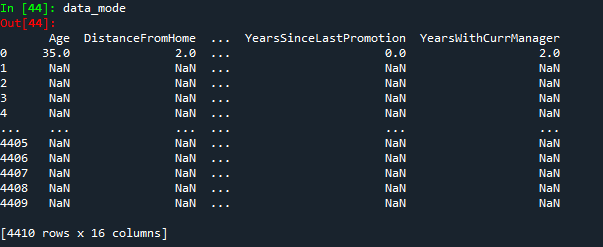 In [44]: data_mode
Out[44]:
Age DistanceFromHome ... YearsSinceLastPromotion YearsWithCurrManager
0 35.0 2.0 ... 0.0 2.0
1 NaN NaN ... NaN NaN
2 NaN NaN ... NaN NaN
3 NaN NaN ... NaN NaN
4 NaN NaN ... NaN NaN
... ... ... ... ... ...
4405 NaN NaN ... NaN NaN
4406 NaN NaN ... NaN NaN
4407 NaN NaN ... NaN NaN
4408 NaN NaN ... NaN NaN
4409 NaN NaN ... NaN NaN
[4410 rows x 16 columns]